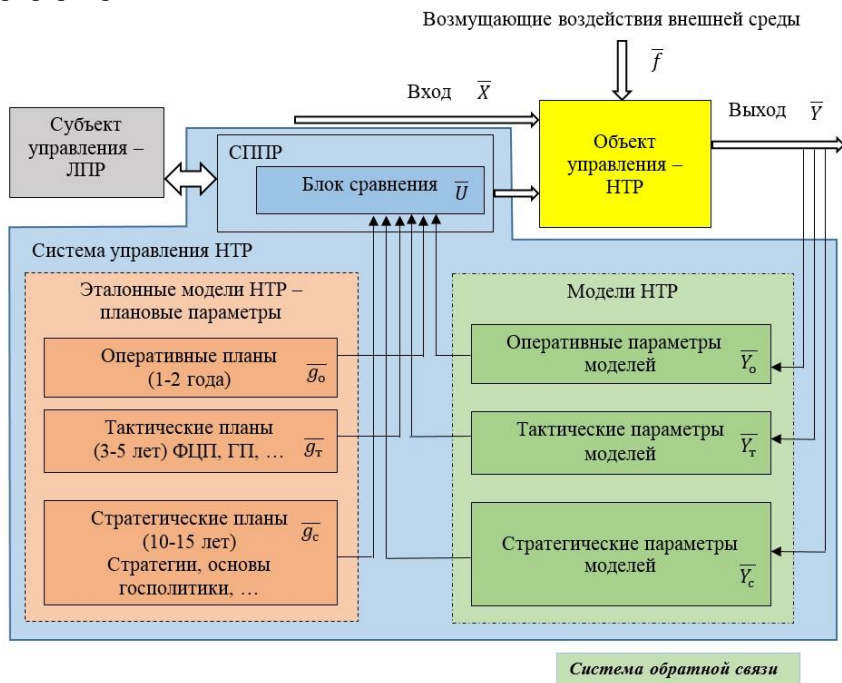 Возмущающие воздействия внешней среды
f
Вход X
Выход Y
Субъект
управления –
ЛПР
СППР
Блок сравнения U
Объект
управления –
НТР
Система управления НТР
Эталонные модели НТР –
плановые параметры
Оперативные планы
(1-2 года) gо
Тактические планы
(3-5 лет) ФЦП, ГП, … gт
Стратегические планы
(10-15 лет) gс
Стратегии, основы
госполитики, …
Модели НТР
Оперативные параметры
моделей Yо
Тактические параметры
моделей Yт
Стратегические параметры
моделей Yс
Система обратной связи